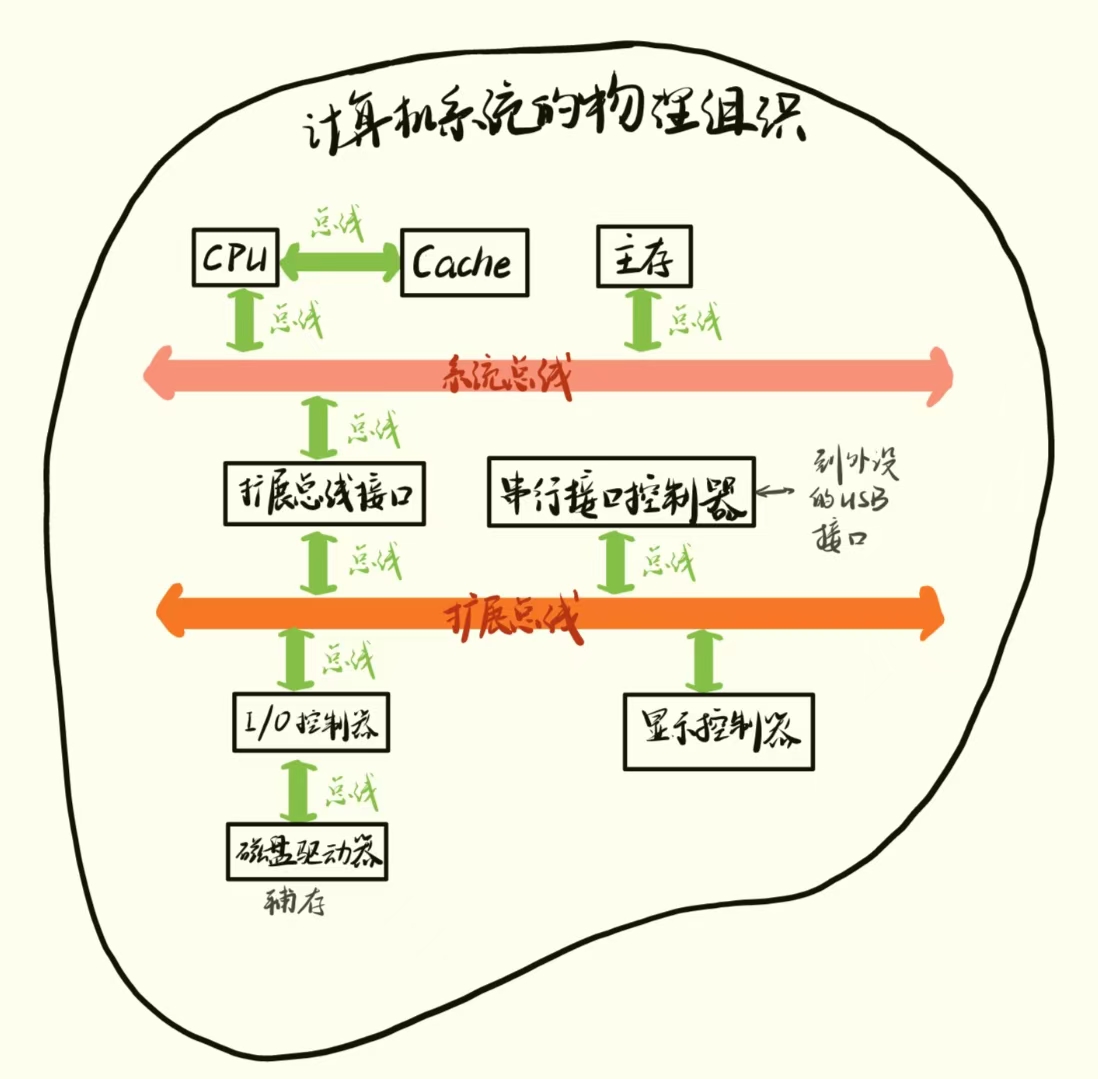 计算机系统的物理组织
总线
CPU
Cache
主存
总线
总线
系统总线
总线
扩展总线接口
串行接口控制器
到外设
的USB
接口
总线
总线
扩展总线
总线
I/O控制器
显示控制器
总线
磁盘驱动器
辅存